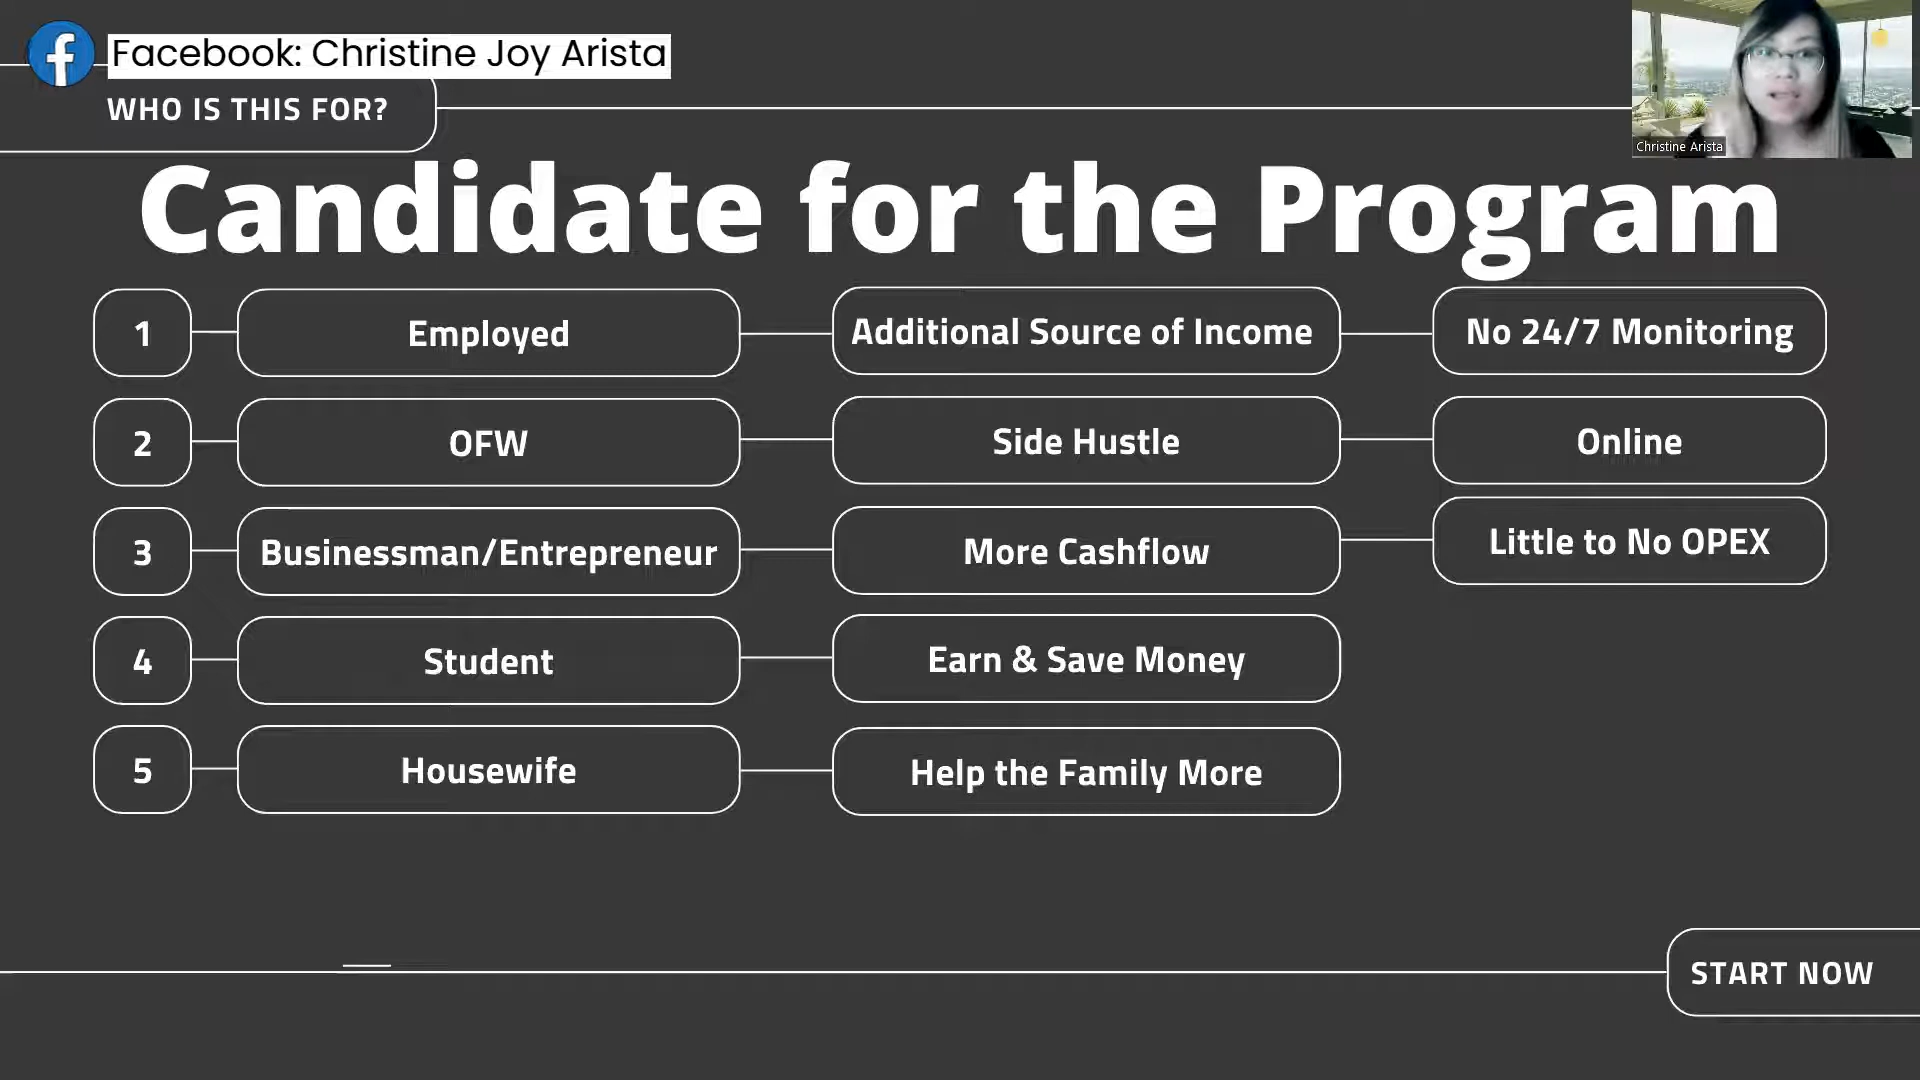 Facebook: Christine Joy Arista
WHO IS THIS FOR?
Christine Arista
Candidate for the Program
1 Employed Additional Source of Income No 24/7 Monitoring
2 OFW Side Hustle Online
3 Businessman/Entrepreneur More Cashflow Little to No OPEX
4 Student Earn & Save Money
5 Housewife Help the Family More
START NOW